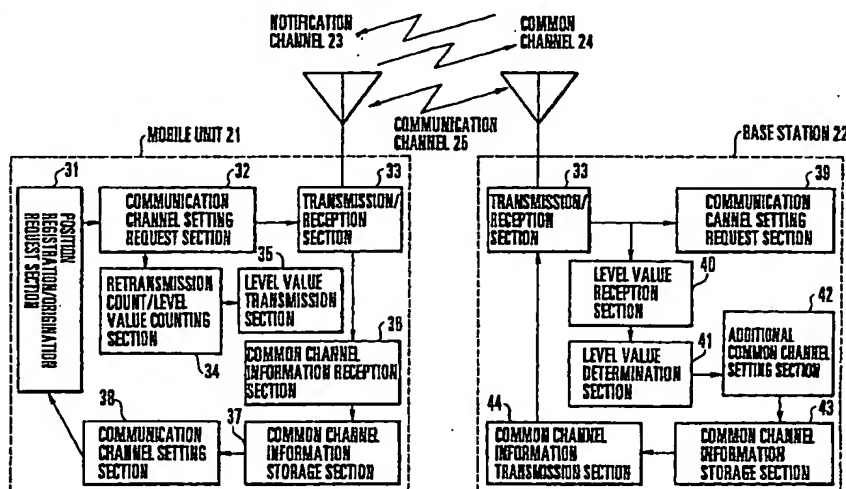 NOTIFICATION
CHANNEL 23
COMMON
CHANNEL 24
COMMUNICATION
CHANNEL 25
MOBILE UNIT 21
BASE STATION 22
31
POSITION
REGISTRATION/ORIGINATION
REQUEST SECTION
32
COMMUNICATION
CHANNEL SETTING
REQUEST SECTION
33
TRANSMISSION/
RECEPTION
SECTION
RETRANSMISSION
COUNT/LEVEL
VALUE COUNTING
SECTION
34
35
LEVEL VALUE
TRANSMISSION
SECTION
36
COMMON CHANNEL
INFORMATION RECEPTION
SECTION
38
COMMUNICATION
CHANNEL SETTING
SECTION
37
COMMON CHANNEL
INFORMATION
STORAGE SECTION
33
TRANSMISSION/
RECEPTION
SECTION
39
COMMUNICATION
CANNEL SETTING
REQUEST SECTION
40
LEVEL VALUE
RECEPTION
SECTION
41
LEVEL VALUE
DETERMINATION
SECTION
42
ADDITIONAL
COMMON CHANNEL
SETTING SECTION
44
COMMON CHANNEL
INFORMATION
TRANSMISSION SECTION
43
COMMON CHANNEL
INFORMATION
STORAGE SECTION